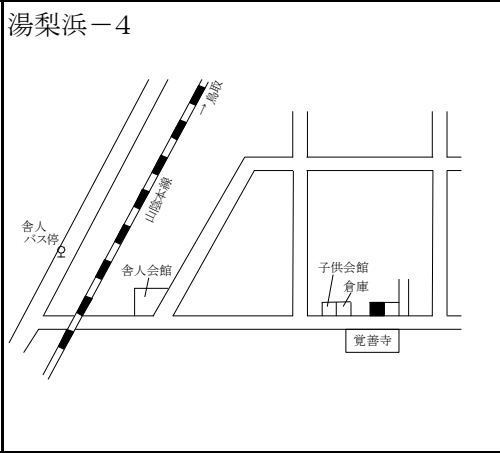 湯梨浜－4
→鳥取
山陰本線
舎人
バス停
舎人会館
子供会館
倉庫
覚善寺